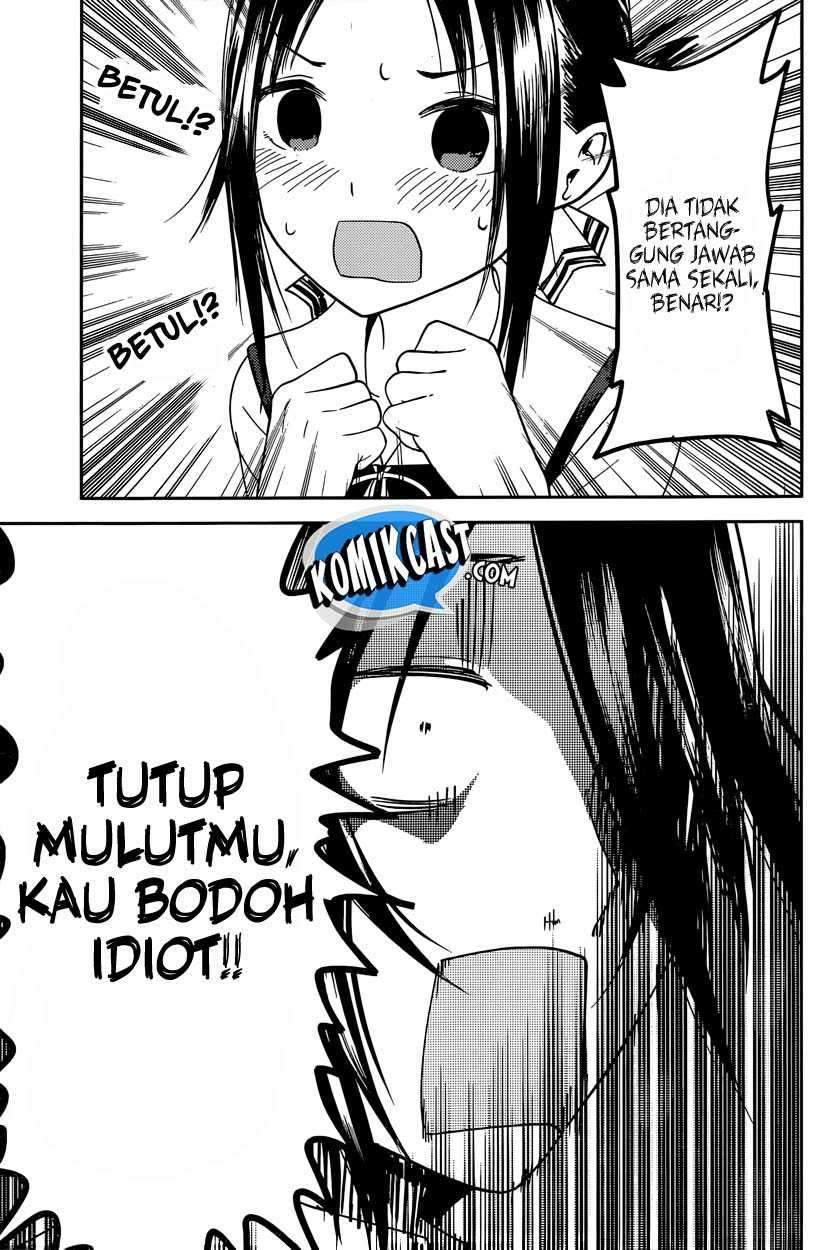 DIA TIDAK
BERTANG-
GUNG JAWAB
SAMA SEKALI,
BENAR!?
BETUL!?
BETUL!?
KOMIKCAST
.COM
TUTUP
MULUTMU,
KAU BODOH
IDIOT!!